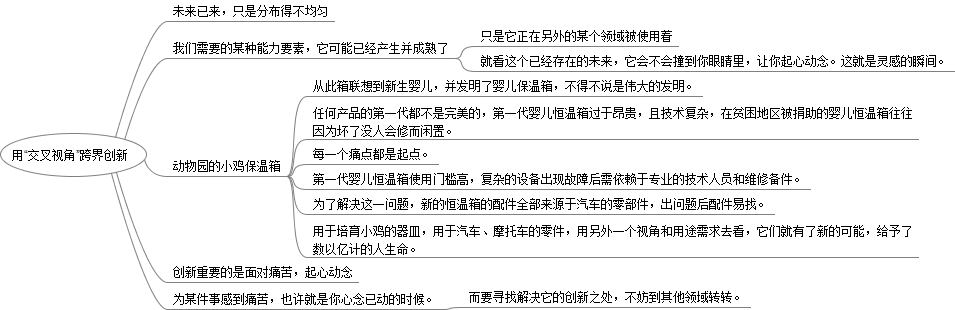 用“交叉视角”跨界创新
未来已来，只是分布得不均匀
我们需要的某种能力要素，它可能已经产生并成熟了
只是它正在另外的某个领域被使用着
就看这个已经存在的未来，它会不会撞到你眼睛里，让你起心动念。这就是灵感的瞬间。
动物园的小鸡保温箱
从此箱联想到新生婴儿，并发明了婴儿保温箱，不得不说是伟大的发明。
任何产品的第一代都不是完美的，第一代婴儿恒温箱过于昂贵，且技术复杂，在贫困地区被捐助的婴儿恒温箱往往
因为坏了没人会修而闲置。
每一个痛点都是起点。
第一代婴儿恒温箱使用门槛高，复杂的设备出现故障后需依赖于专业的技术人员和维修备件。
为了解决这一问题，新的恒温箱的配件全部来源于汽车的零部件，出问题后配件易找。
用于培育小鸡的器皿，用于汽车、摩托车的零件，用另外一个视角和用途需求去看，它们就有了新的可能，给予了
数以亿计的人生命。
创新重要的是面对痛苦，起心动念
为某件事感到痛苦，也许就是你心念已动的时候。
而要寻找解决它的创新之处，不妨到其他领域转转。